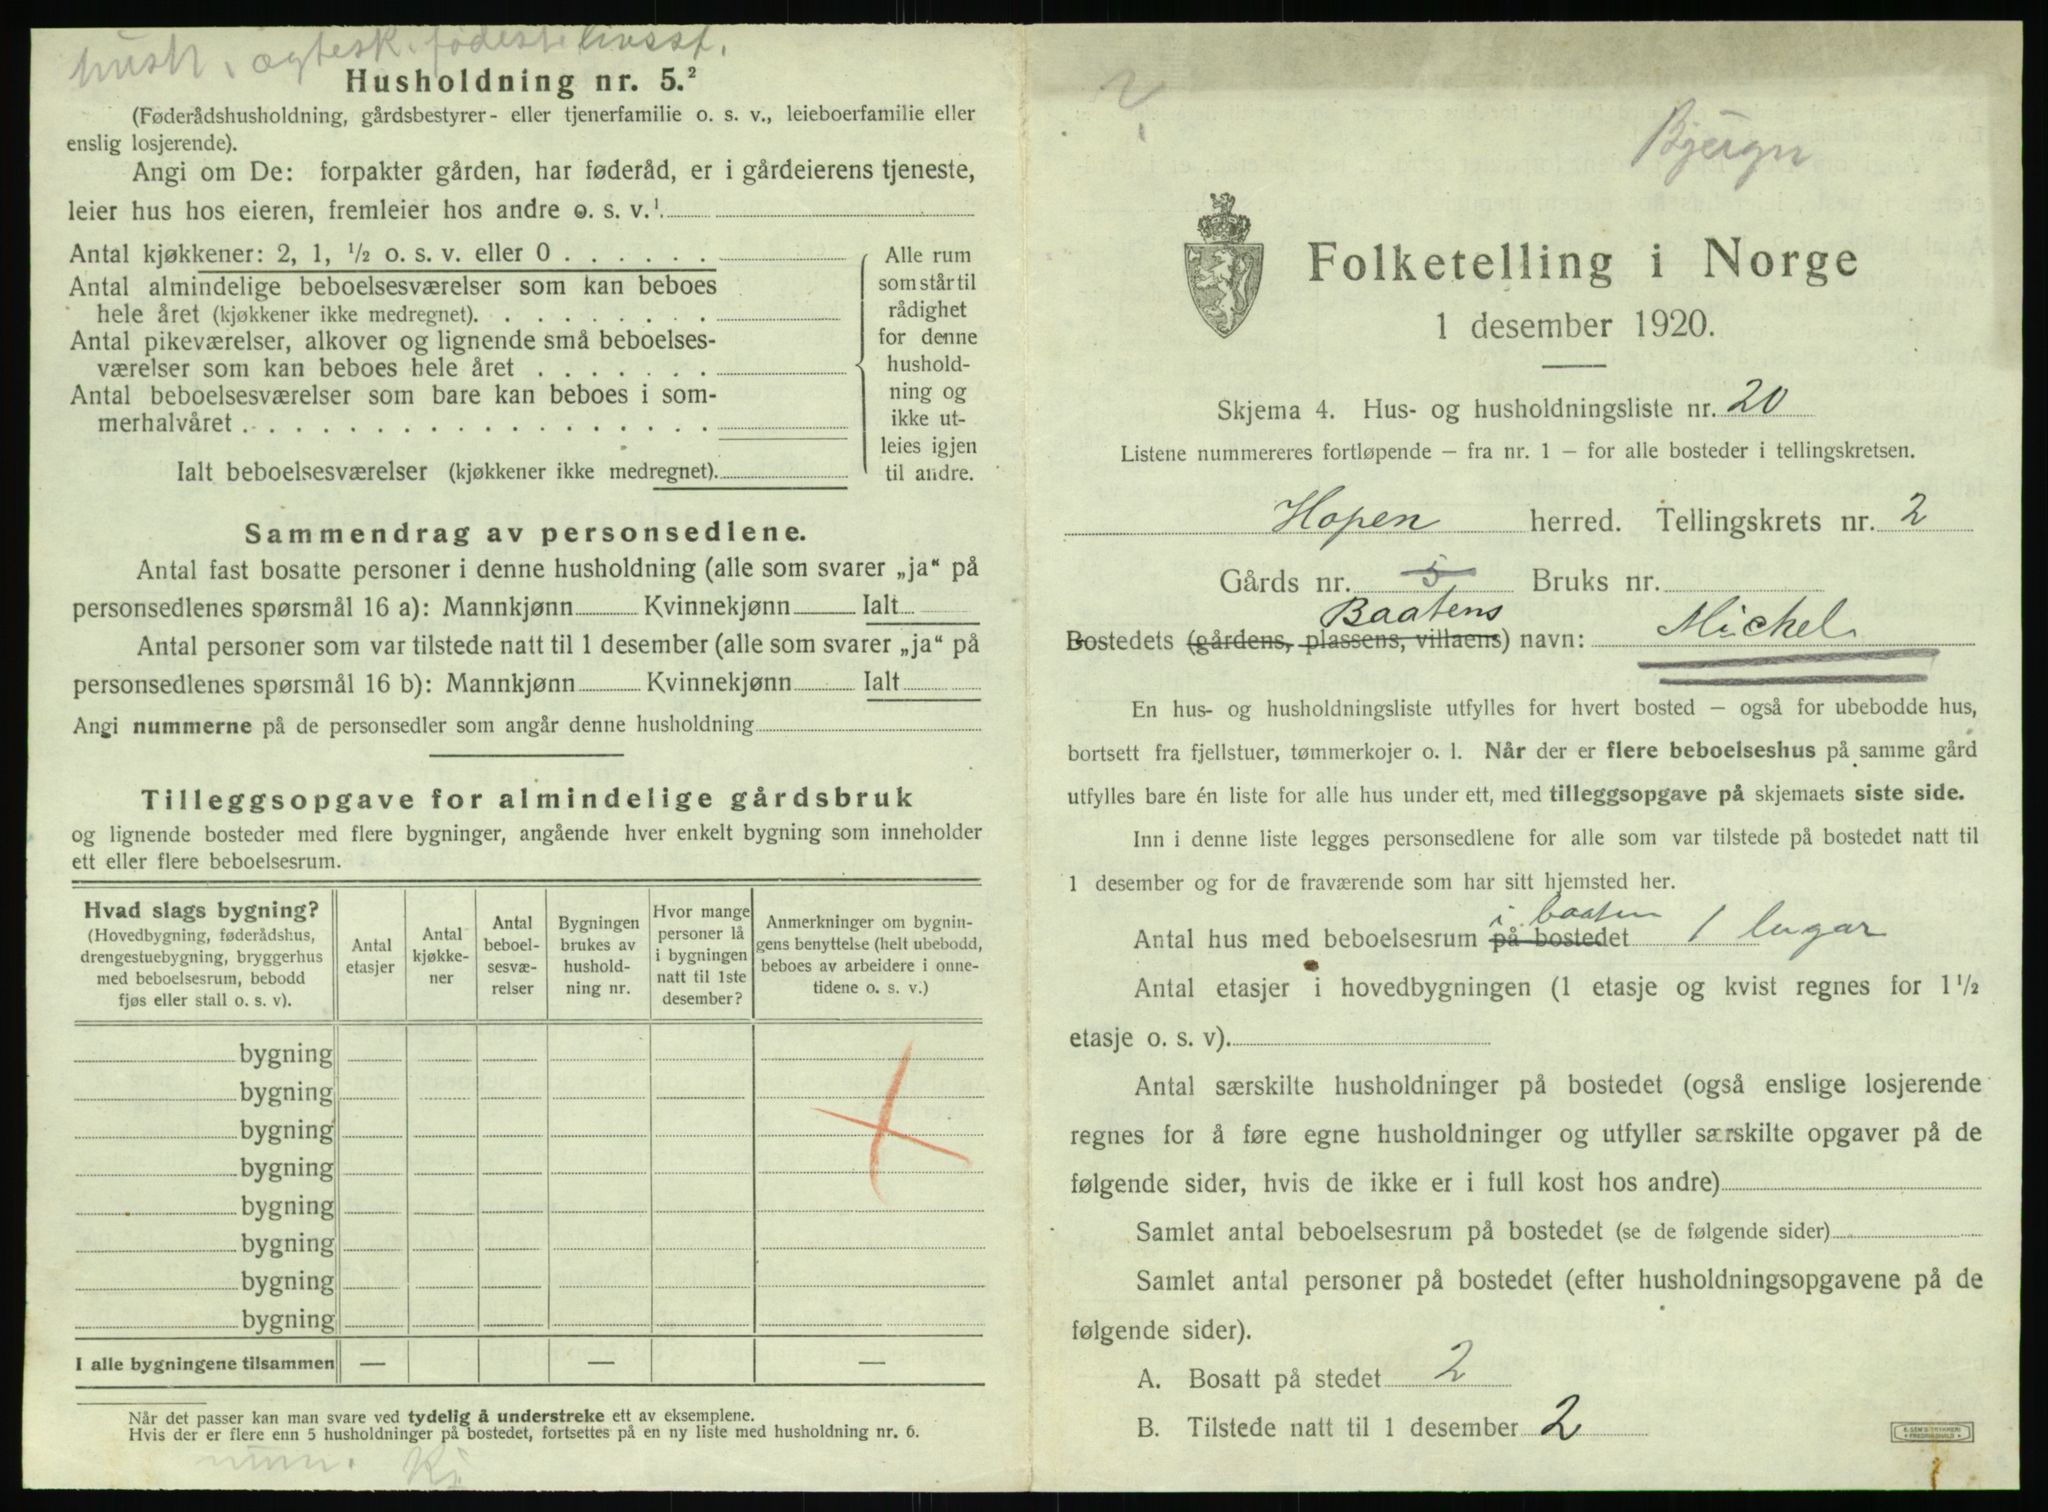 hush. ægtesk. fødest. livsst.
Husholdning nr. 5.²
(Føderådshusholdning, gårdsbestyrer- eller tjenerfamilie o. s. v., leieboerfamilie eller
enslig losjerende).
Angi om De: forpakter gården, har føderåd, er i gårdeierens tjeneste,
leier hus hos eieren, fremleier hos andre o. s. v.¹
Antal kjøkkener: 2, 1, ½ o. s. v. eller 0 . . . . . .
Antal almindelige beboelsesværelser som kan beboes
hele året (kjøkkener ikke medregnet). . . . . . . . .
Antal pikeværelser, alkover og lignende små beboelses-
værelser som kan beboes hele året . . . . . . .
Antal beboelsesværelser som bare kan beboes i som-
merhalvåret . . . . . . . . . . . . . . . . . .
Ialt beboelsesværelser (kjøkkener ikke medregnet).
Alle rum
som står til
rådighet
for denne
hushold-
ning og
ikke ut-
leies igjen
til andre.
Sammendrag av personsedlene.
Antal fast bosatte personer i denne husholdning (alle som svarer „ja“ på
personsedlenes spørsmål 16 a): Mannkjønn Kvinnekjønn Ialt
Antal personer som var tilstede natt til 1 desember (alle som svarer „ja“ på
personsedlenes spørsmål 16 b): Mannkjønn Kvinnekjønn Ialt
Angi nummerne på de personsedler som angår denne husholdning
Tilleggsopgave for almindelige gårdsbruk
og lignende bosteder med flere bygninger, angående hver enkelt bygning som inneholder
ett eller flere beboelsesrum.
Hvad slags bygning?
(Hovedbygning, føderådshus,
drengestuebygning, bryggerhus
med beboelsesrum, bebodd
fjøs eller stall o. s. v).
Antal
etasjer
Antal
kjøkke-
ner
Antal
beboel-
sesvæ-
relser
Bygningen
brukes av
hushold-
ning nr.
Hvor mange
personer lå
i bygningen
natt til 1ste
desember?
Anmerkninger om bygnin-
gens benyttelse (helt ubebodd,
beboes av arbeidere i onne-
tidene o. s. v.)
bygning
bygning
bygning
bygning
bygning
bygning
bygning
bygning
I alle bygningene tilsammen — — —
Når det passer kan man svare ved tydelig å understreke ett av eksemplene.
Hvis der er flere enn 5 husholdninger på bostedet, fortsettes på en ny liste med husholdning nr. 6.
Folketelling i Norge
1 desember 1920.
Skjema 4. Hus- og husholdningsliste nr. 20
Listene nummereres fortløpende – fra nr. 1 – for alle bosteder i tellingskretsen.
Hopen herred. Tellingskrets nr. 2
Gårds nr. 5 Bruks nr.
Baatens
Bostedets (gårdens, plassens, villaens) navn: Michel
En hus- og husholdningsliste utfylles for hvert bosted – også for ubebodde hus,
bortsett fra fjellstuer, tømmerkojer o. l. Når der er flere beboelseshus på samme gård
utfylles bare én liste for alle hus under ett, med tilleggsopgave på skjemaets siste side.
Inn i denne liste legges personsedlene for alle som var tilstede på bostedet natt til
1 desember og for de fraværende som har sitt hjemsted her.
i baaten
Antal hus med beboelsesrum på bostedet 1 lugar
Antal etasjer i hovedbygningen (1 etasje og kvist regnes for 1 ½
etasje o. s. v).
Antal særskilte husholdninger på bostedet (også enslige losjerende
regnes for å føre egne husholdninger og utfyller særskilte opgaver på de
følgende sider, hvis de ikke er i full kost hos andre)
Samlet antal beboelsesrum på bostedet (se de følgende sider)
Samlet antal personer på bostedet (efter husholdningsopgavene på de
følgende sider).
A. Bosatt på stedet 2
B. Tilstede natt til 1 desember 2